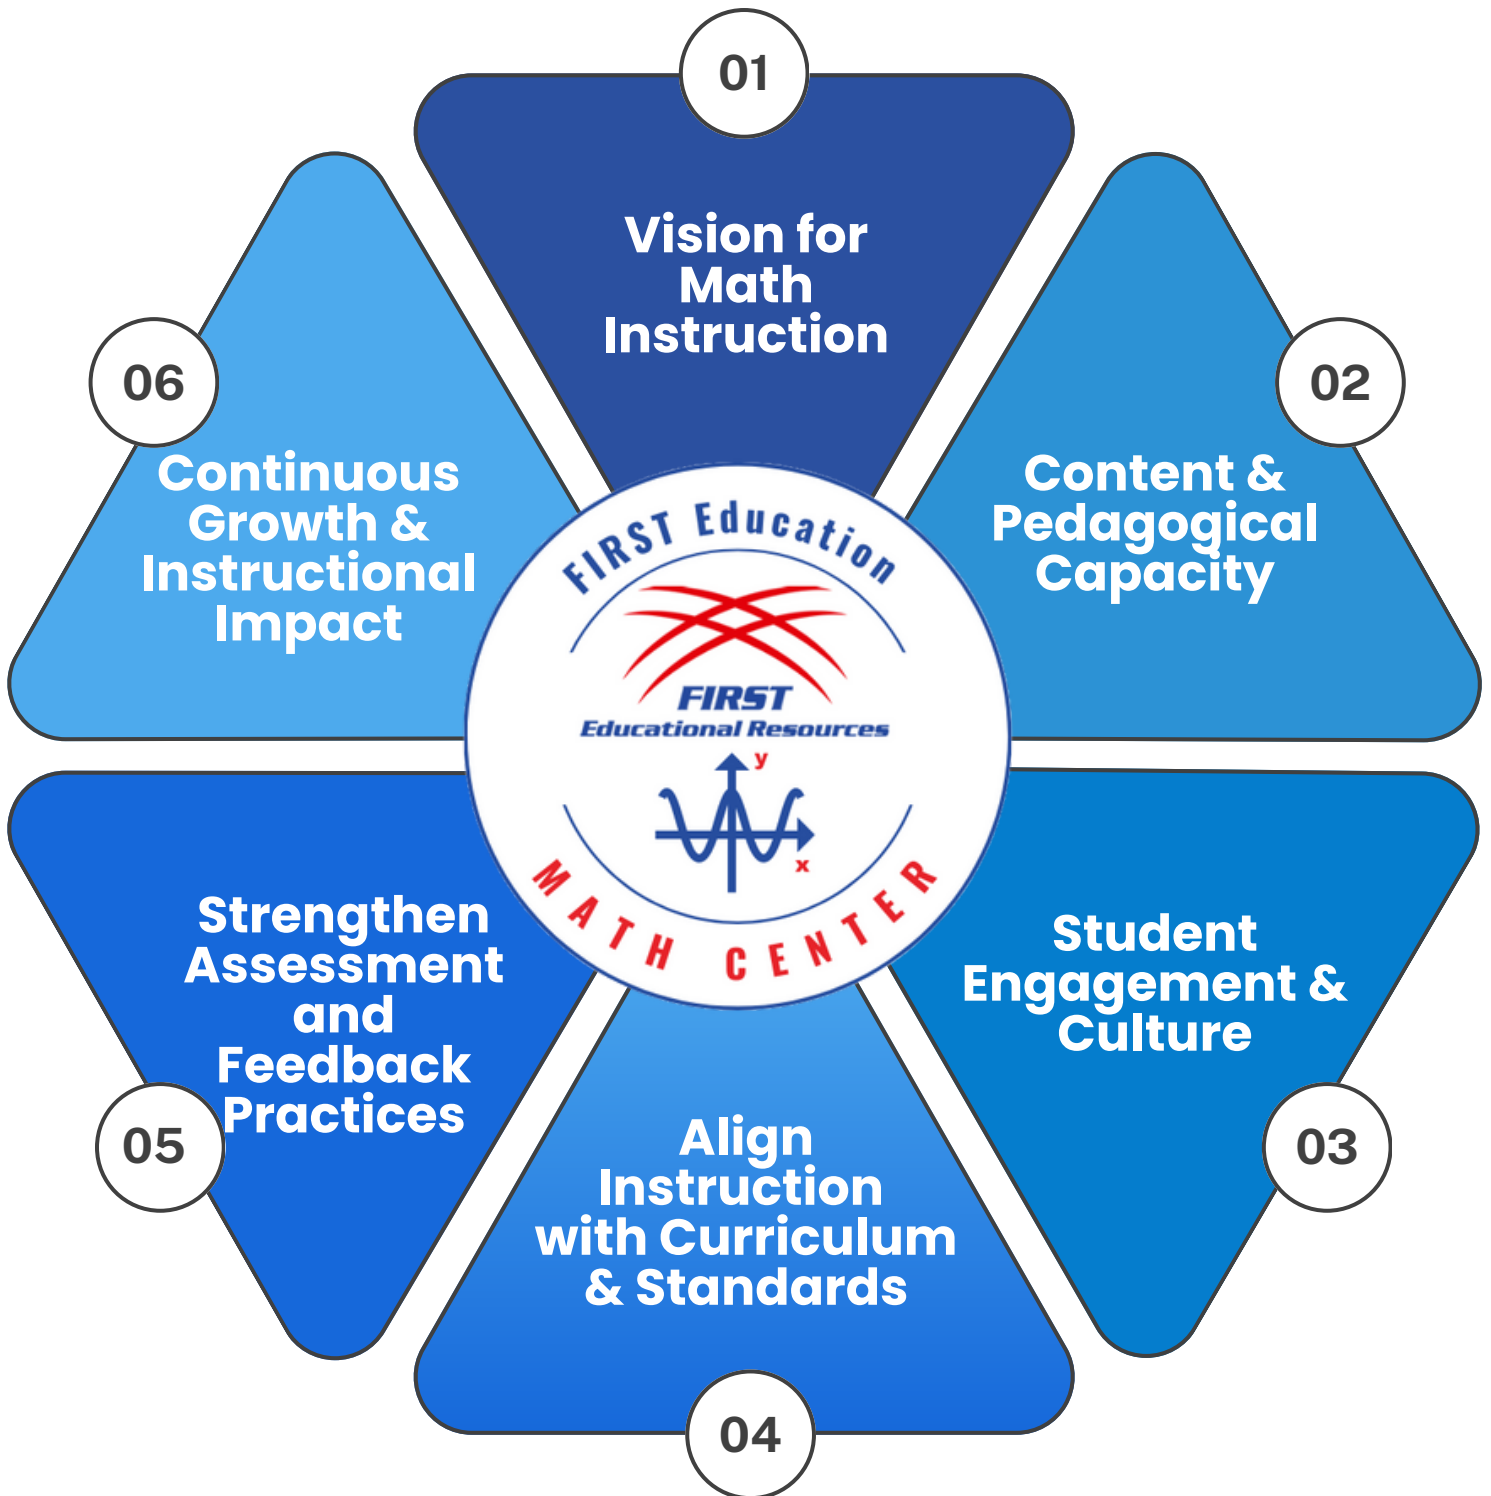 01
Vision for
Math
Instruction
02
Content &
Pedagogical
Capacity
03
Student
Engagement &
Culture
04
Align
Instruction
with Curriculum
& Standards
05
Strengthen
Assessment
and
Feedback
Practices
06
Continuous
Growth &
Instructional
Impact
FIRST Education
FIRST
Educational Resources
y
x
MATH CENTER